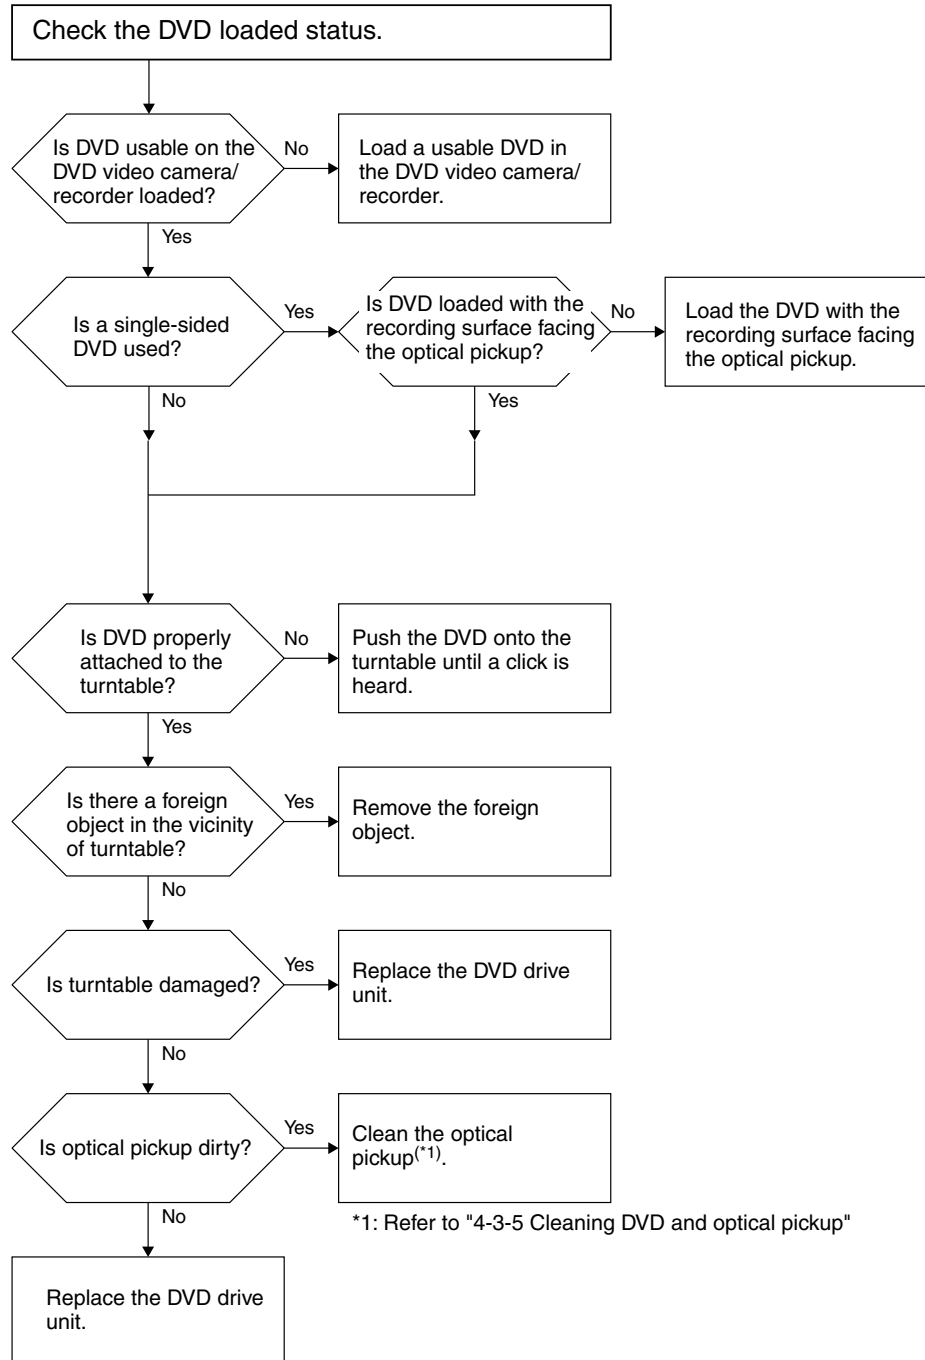 Check the DVD loaded status.
Is DVD usable on the
DVD video camera/
recorder loaded?
No
Load a usable DVD in
the DVD video camera/
recorder.
Yes
Is a single-sided
DVD used?
Yes
Is DVD loaded with the
recording surface facing
the optical pickup?
No
Load the DVD with the
recording surface facing
the optical pickup.
No
Yes
Is DVD properly
attached to the
turntable?
No
Push the DVD onto the
turntable until a click is
heard.
Yes
Is there a foreign
object in the vicinity
of turntable?
Yes
Remove the foreign
object.
No
Is turntable damaged?
Yes
Replace the DVD drive
unit.
No
Is optical pickup dirty?
Yes
Clean the optical
pickup(*1).
No
*1: Refer to "4-3-5 Cleaning DVD and optical pickup"
Replace the DVD drive
unit.